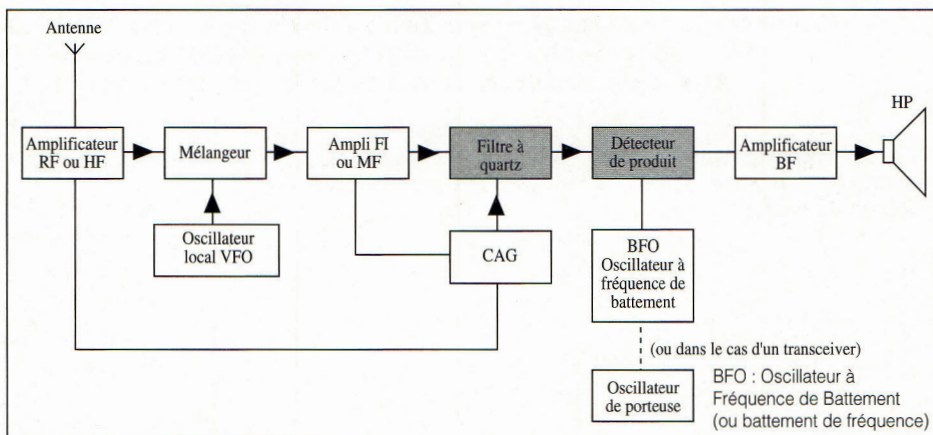 Antenne
HP
Amplificateur
RF ou HF
Mélangeur
Ampli FI
ou MF
Filtre à
quartz
Détecteur
de produit
Amplificateur
BF
Oscillateur
local VFO
CAG
BFO
Oscillateur à
fréquence de
battement
(ou dans le cas d'un transceiver)
Oscillateur
de porteuse
BFO : Oscillateur à
Fréquence de Battement
(ou battement de fréquence)